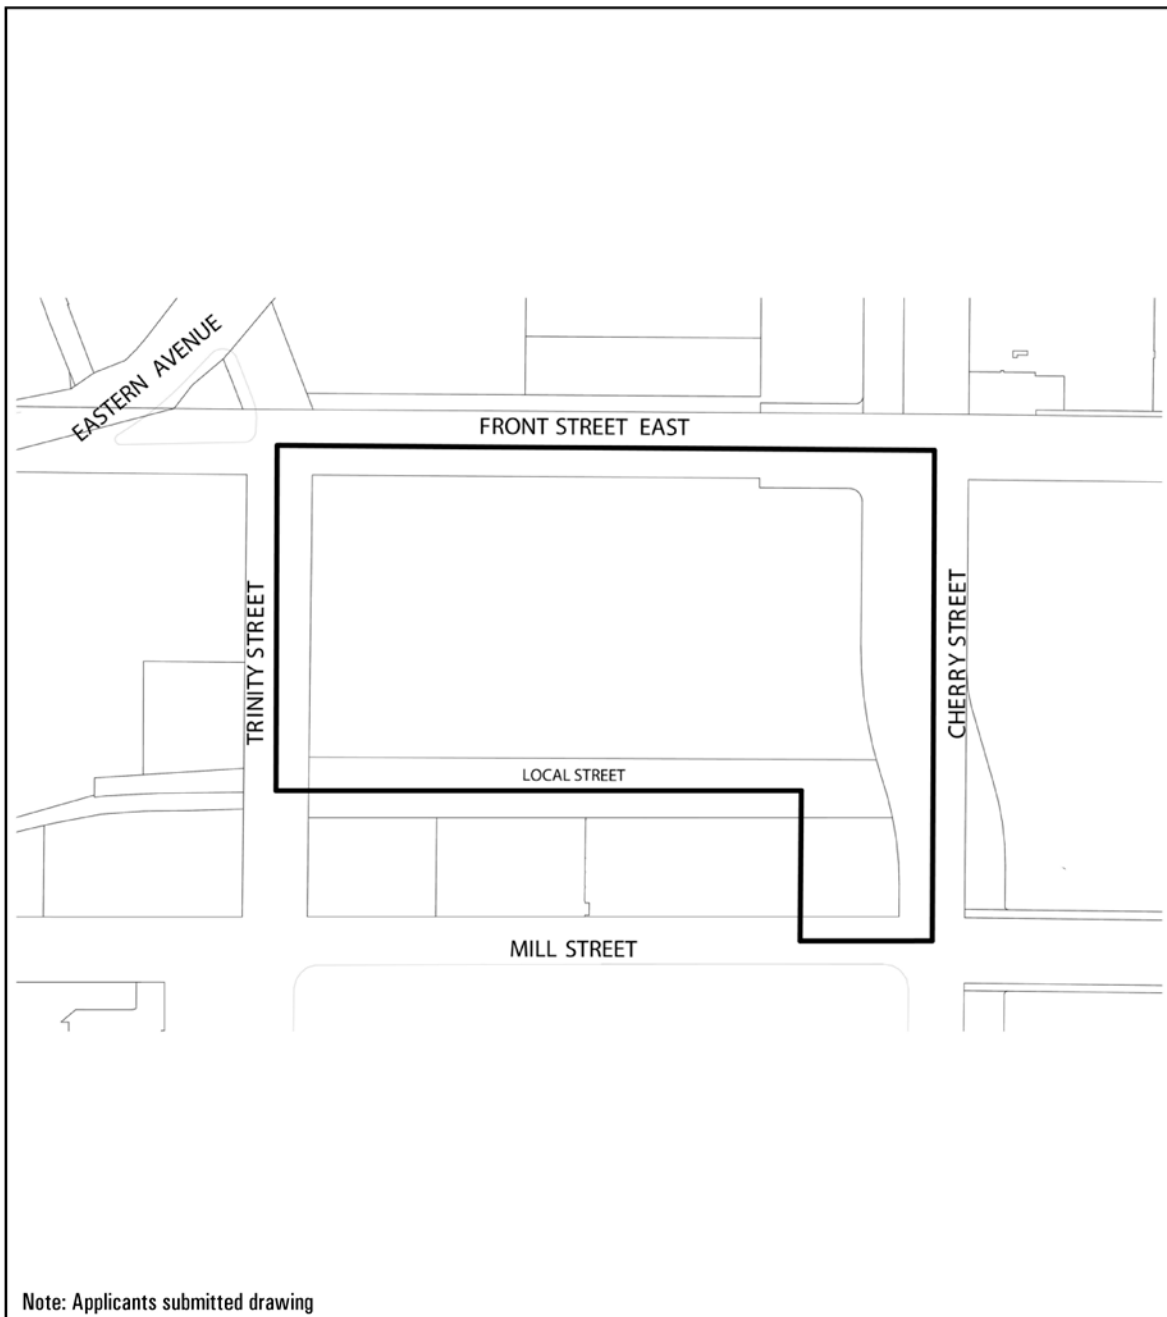 EASTERN AVENUE
FRONT STREET EAST
TRINITY STREET
CHERRY STREET
LOCAL STREET
MILL STREET
Note: Applicants submitted drawing